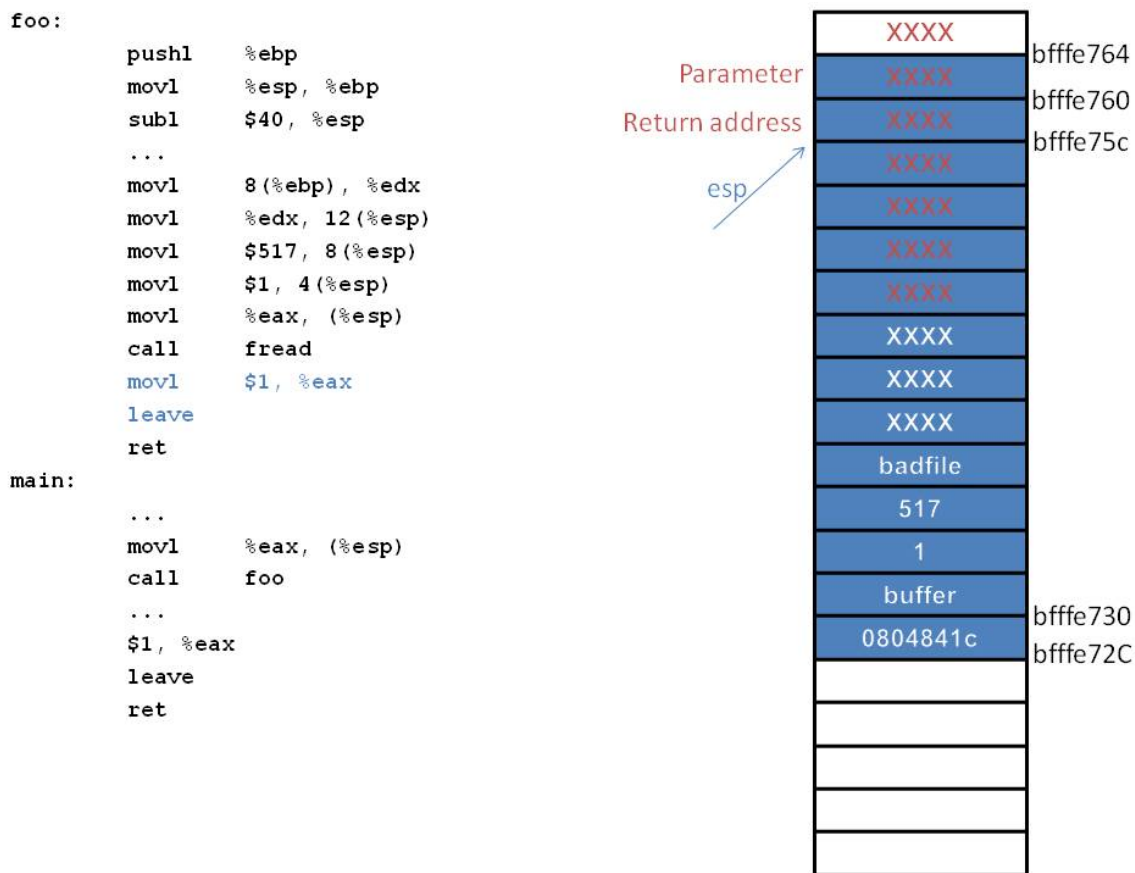 foo:
pushl %ebp
movl %esp, %ebp
subl $40, %esp
...
movl 8(%ebp), %edx
movl %edx, 12(%esp)
movl $517, 8(%esp)
movl $1, 4(%esp)
movl %eax, (%esp)
call fread
movl $1, %eax
leave
ret
main:
...
movl %eax, (%esp)
call foo
...
$1, %eax
leave
ret
Parameter
Return address
esp
XXXX
XXXX
XXXX
XXXX
XXXX
XXXX
XXXX
XXXX
XXXX
XXXX
badfile
517
1
buffer
0804841c
bfffe764
bfffe760
bfffe75c
bfffe730
bfffe72C